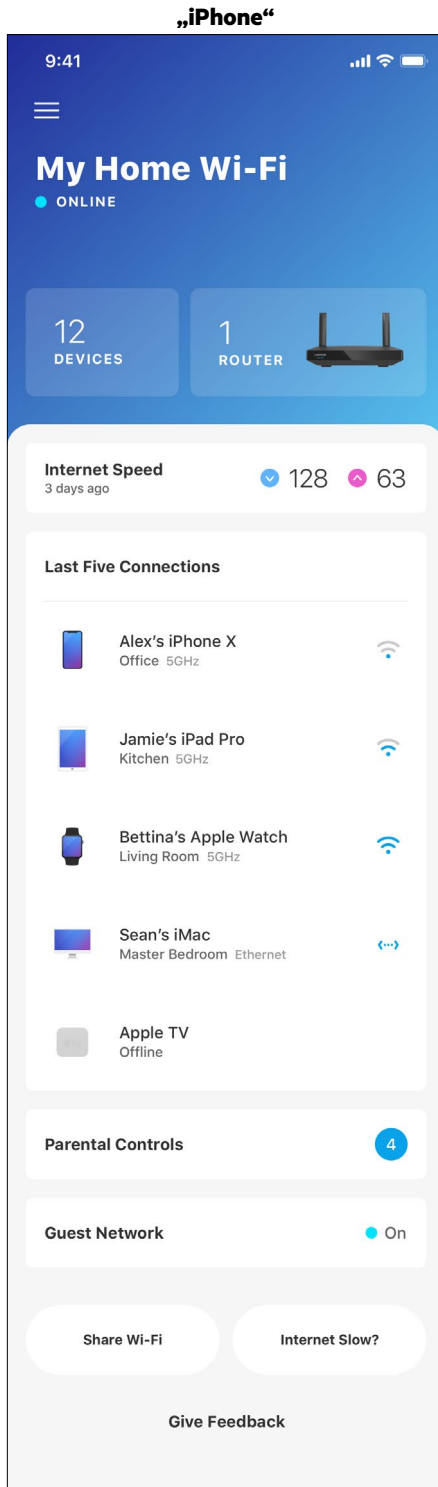 „iPhone“
9:41
My Home Wi-Fi
ONLINE
12
DEVICES
1
ROUTER
Internet Speed
3 days ago
128
63
Last Five Connections
Alex’s iPhone X
Office 5GHz
Jamie’s iPad Pro
Kitchen 5GHz
Bettina’s Apple Watch
Living Room 5GHz
Sean’s iMac
Master Bedroom Ethernet
Apple TV
Offline
Parental Controls
4
Guest Network
On
Share Wi-Fi
Internet Slow?
Give Feedback